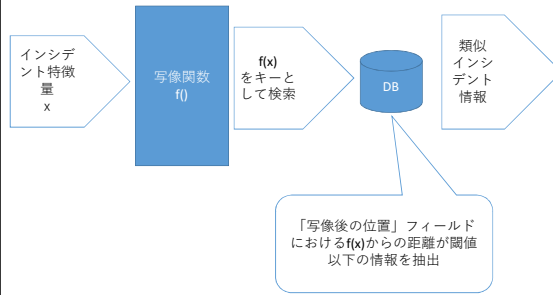 インシデ
ント特徴
量
x
写像関数
f()
f(x)
をキーと
して検索
DB
類似
インシ
デント
情報
「写像後の位置」フィールド
におけるf(x)からの距離が閾値
以下の情報を抽出